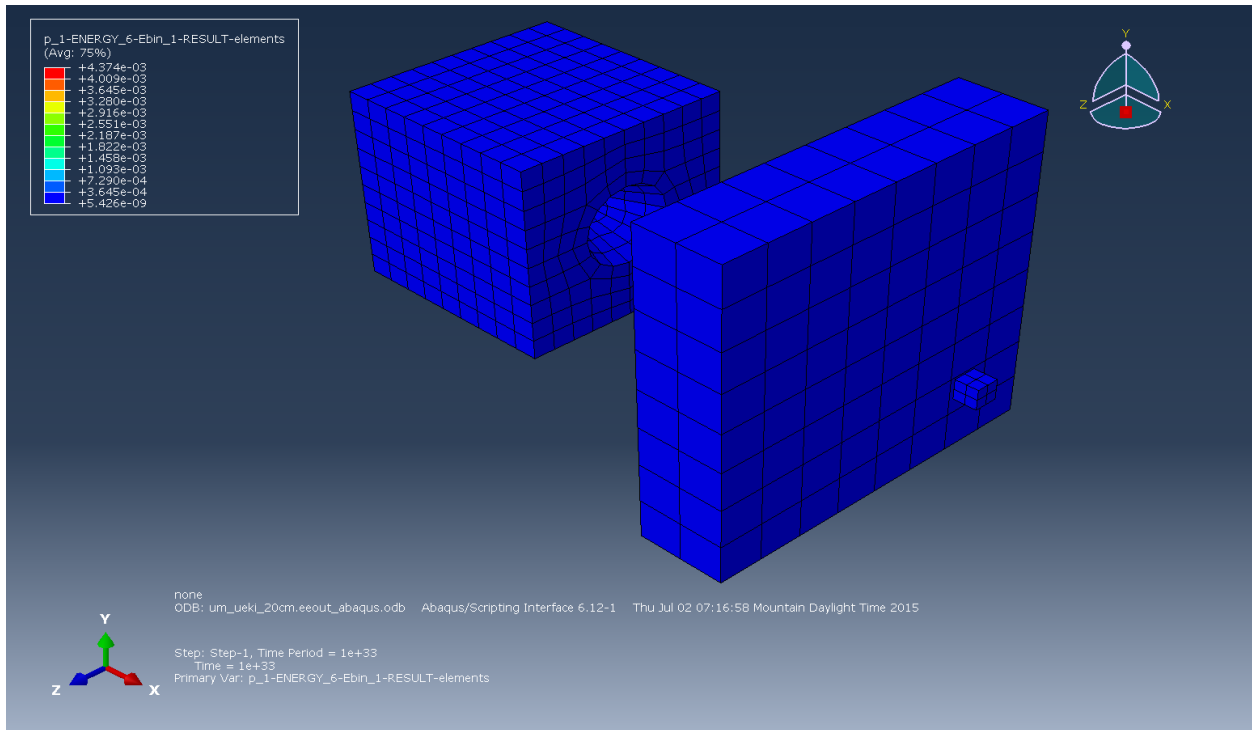 p_1-ENERGY_6-Ebin_1-RESULT-elements
(Avg: 75%)
+4.374e-03
+4.009e-03
+3.645e-03
+3.280e-03
+2.916e-03
+2.551e-03
+2.187e-03
+1.822e-03
+1.458e-03
+1.093e-03
+7.290e-04
+3.645e-04
+5.426e-09
Y
Z X
none
ODB: um_ueki_20cm.eeout_abaqus.odb Abaqus/Scripting Interface 6.12-1 Thu Jul 02 07:16:58 Mountain Daylight Time 2015
Step: Step-1, Time Period = 1e+33
Time = 1e+33
Primary Var: p_1-ENERGY_6-Ebin_1-RESULT-elements
Y
Z X